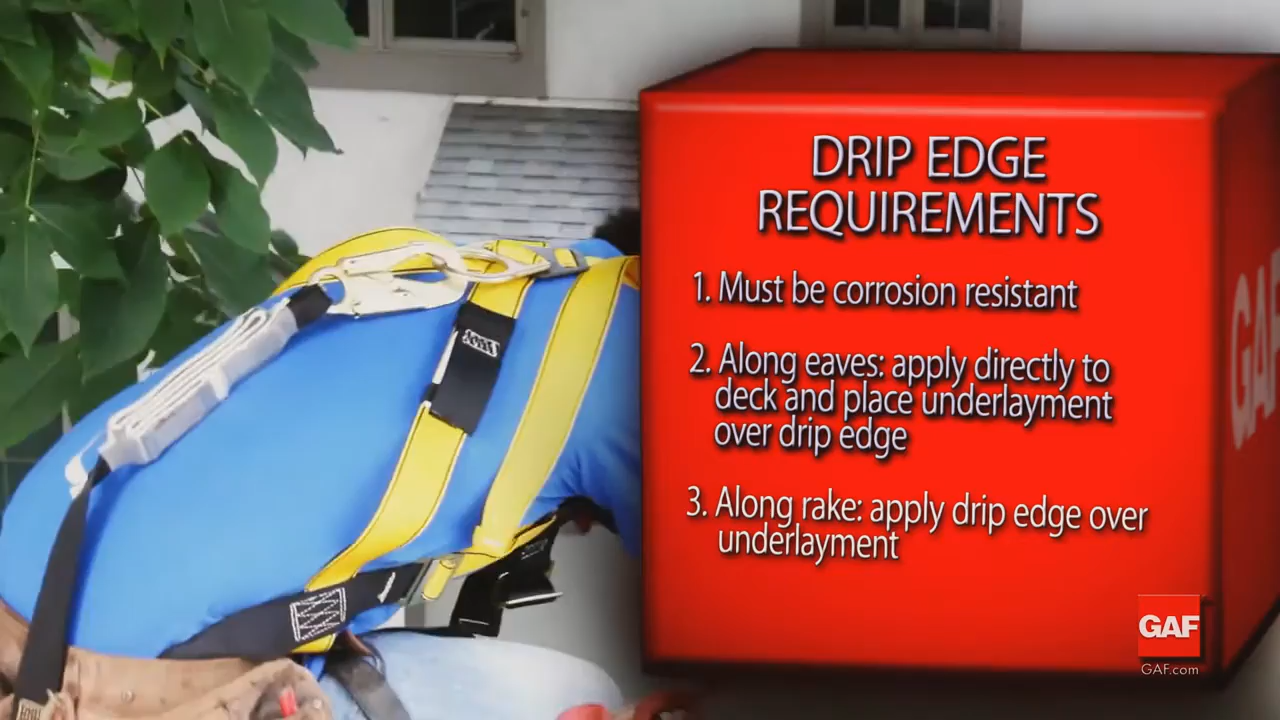 DRIP EDGE
REQUIREMENTS
1. Must be corrosion resistant
2. Along eaves: apply directly to
deck and place underlayment
over drip edge
3. Along rake: apply drip edge over
underlayment
GAF
GAF
GAF.com